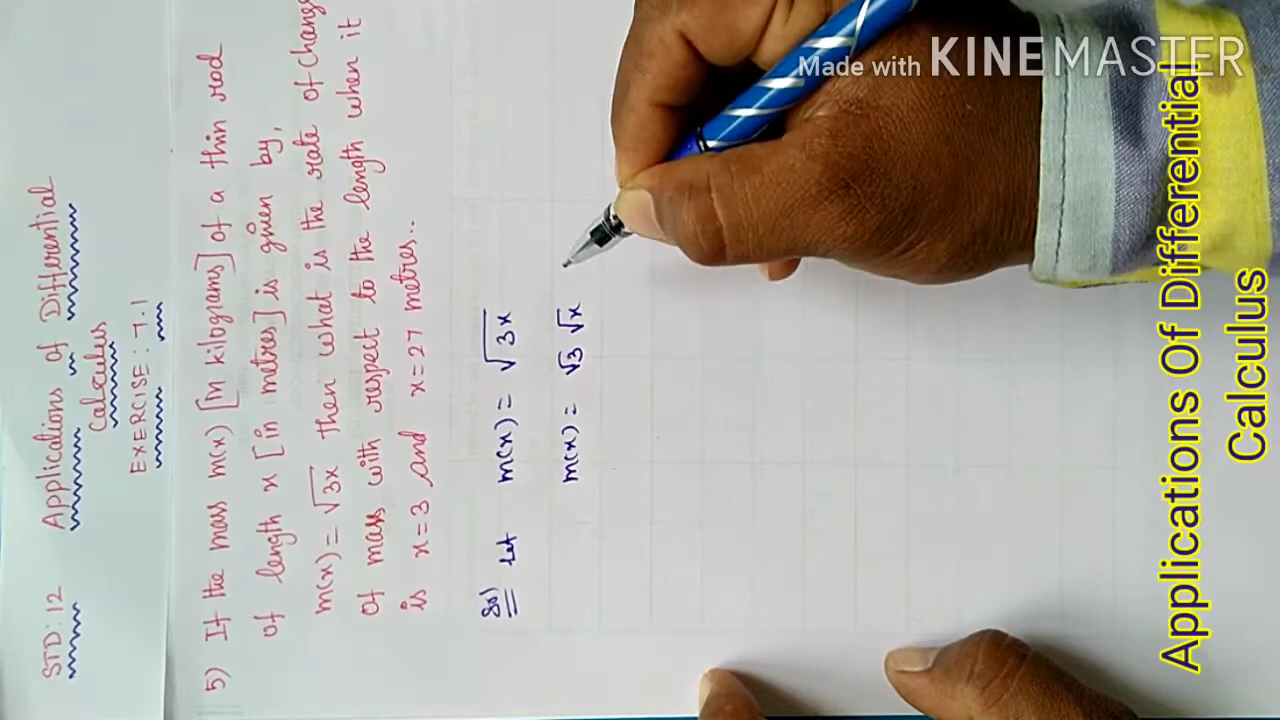 STD: 12 Applications of Differential
Calculus
EXERCISE: 7.1
5) If the mass m(x) [In kilograms] of a thin rod
of length x [in metres] is given by,
m(x) = √3x then what is the rate of change
of mass with respect to the length when it
is x = 3 and x = 27 metres..
Sol Let m(x) = √3x
m(x) = √3 √x
Made with KINEMASTER
Applications Of Differential
Calculus